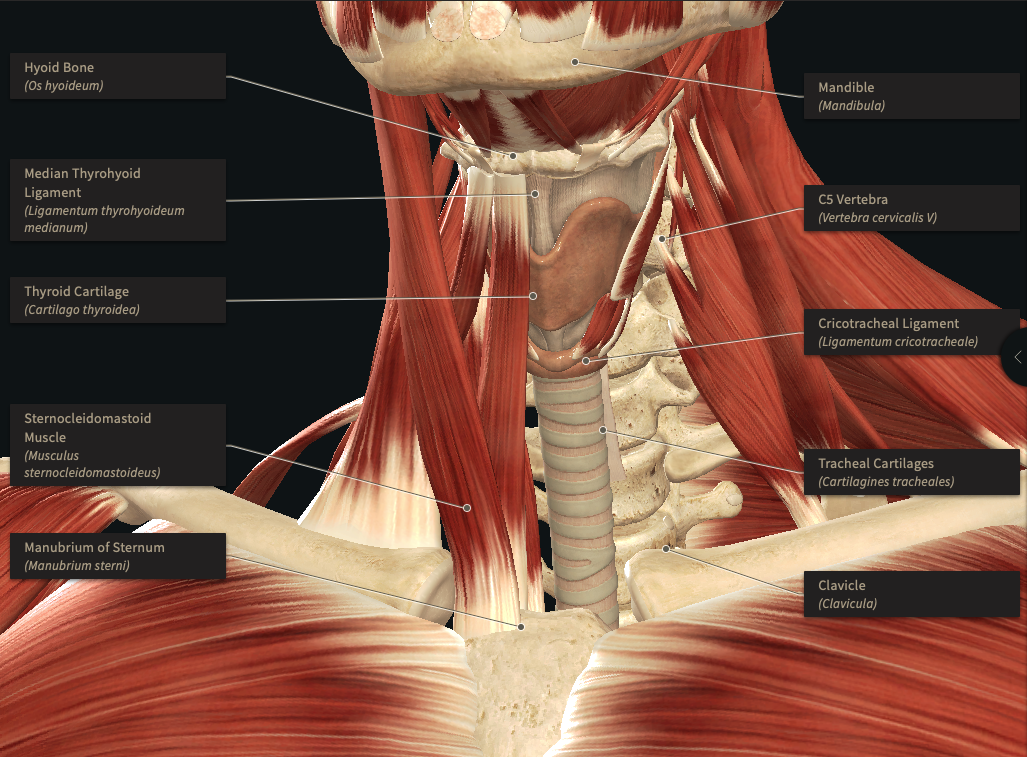 Hyoid Bone
(Os hyoideum)
Median Thyrohyoid
Ligament
(Ligamentum thyrohyoideum
medianum)
Thyroid Cartilage
(Cartilago thyroidea)
Sternocleidomastoid
Muscle
(Musculus
sternocleidomastoideus)
Manubrium of Sternum
(Manubrium sterni)
Mandible
(Mandibula)
C5 Vertebra
(Vertebra cervicalis V)
Cricotracheal Ligament
(Ligamentum cricotracheale)
Tracheal Cartilages
(Cartilagines tracheales)
Clavicle
(Clavicula)